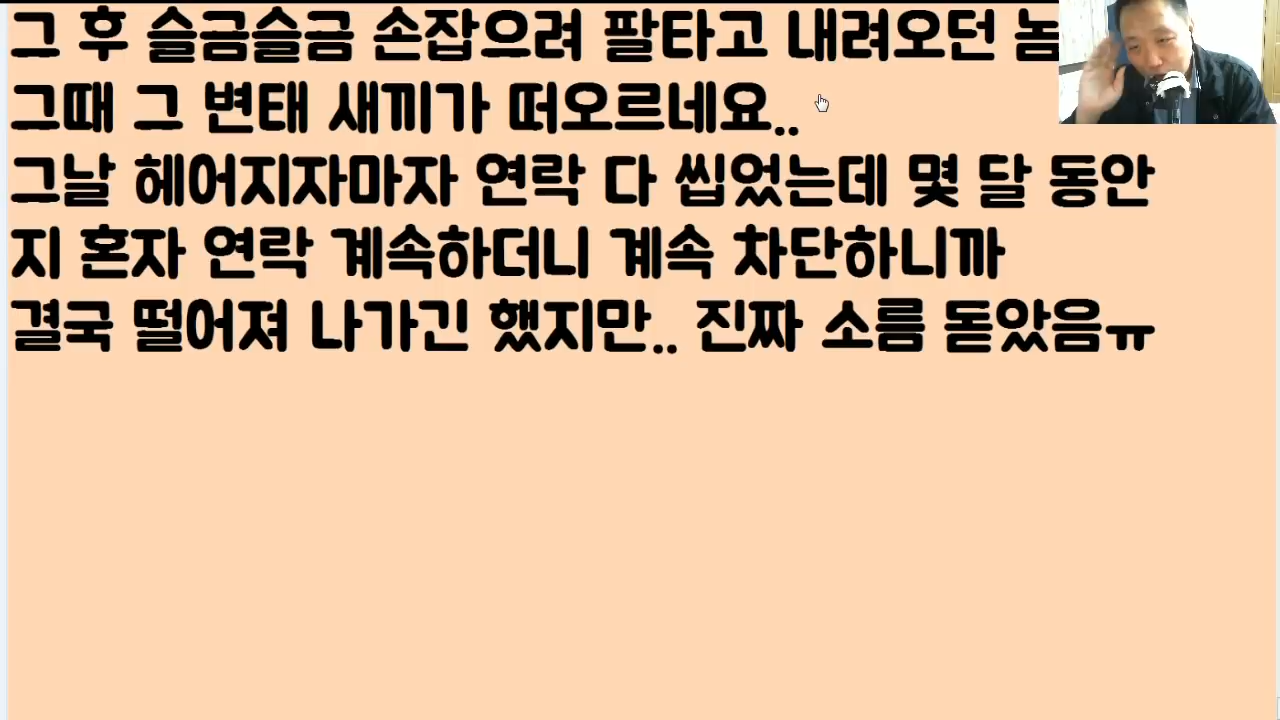 그 후 슬금슬금 손잡으려 팔타고 내려오던 놈
그때 그 변태 새끼가 떠오르네요..
그날 헤어지자마자 연락 다 씹었는데 몇 달 동안
지 혼자 연락 계속하더니 계속 차단하니까
결국 떨어져 나가긴 했지만.. 진짜 소름 돋았음ㅠ